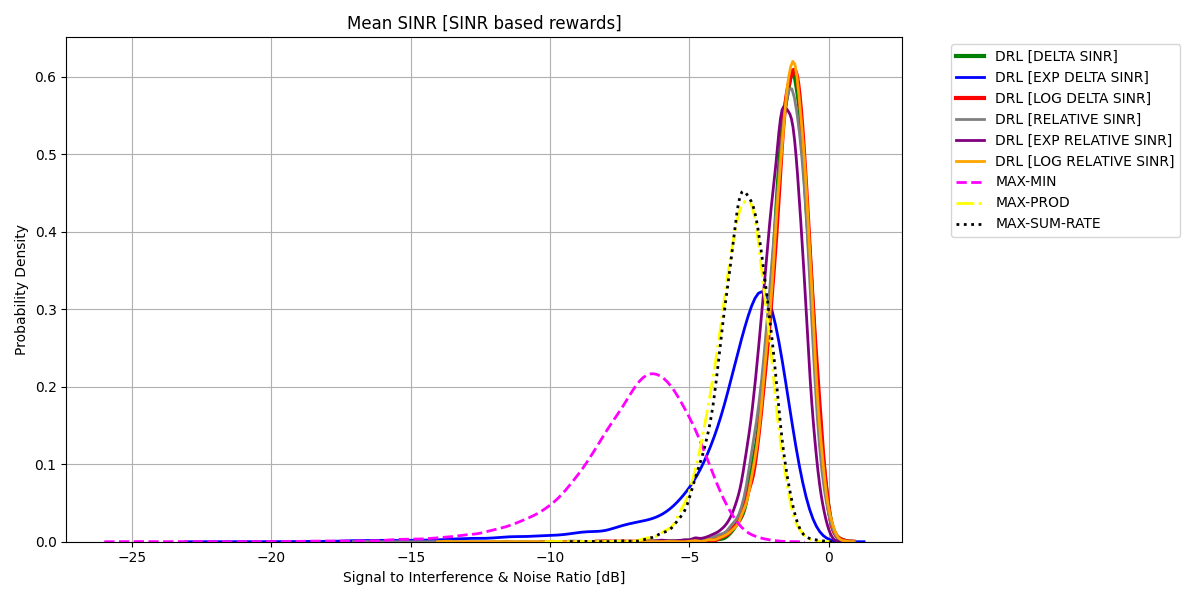 Mean SINR [SINR based rewards]
DRL [DELTA SINR]
DRL [EXP DELTA SINR]
DRL [LOG DELTA SINR]
DRL [RELATIVE SINR]
DRL [EXP RELATIVE SINR]
DRL [LOG RELATIVE SINR]
MAX-MIN
MAX-PROD
MAX-SUM-RATE
Probability Density
0.6
0.5
0.4
0.3
0.2
0.1
0.0
−25 −20 −15 −10 −5 0
Signal to Interference & Noise Ratio [dB]